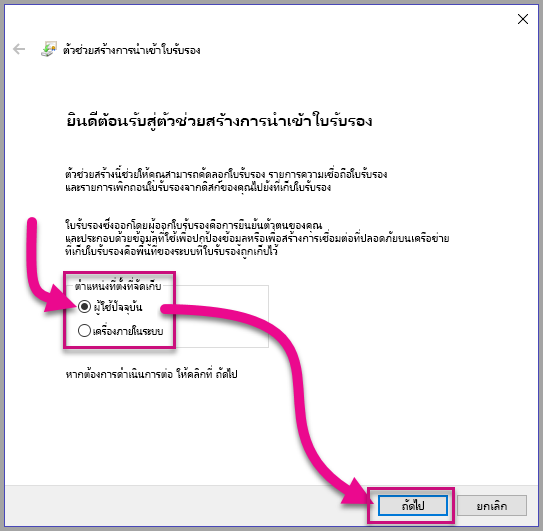 ตัวช่วยสร้างการนำเข้าใบรับรอง
ยินดีต้อนรับสู่ตัวช่วยสร้างการนำเข้าใบรับรอง
ตัวช่วยสร้างนี้ช่วยให้คุณสามารถคัดลอกใบรับรอง รายการความเชื่อถือใบรับรอง
และรายการเพิกถอนใบรับรองจากดิสก์ของคุณไปยังที่เก็บใบรับรอง
ใบรับรองซึ่งออกโดยผู้ออกใบรับรองคือการยืนยันตัวตนของคุณ
และประกอบด้วยข้อมูลที่ใช้เพื่อปกป้องข้อมูลหรือเพื่อสร้างการเชื่อมต่อที่ปลอดภัยบนเครือข่าย
ที่เก็บใบรับรองคือพื้นที่ของระบบที่ใบรับรองถูกเก็บไว้
ตำแหน่งที่ตั้งที่จัดเก็บ
ผู้ใช้ปัจจุบัน
เครื่องภายในระบบ
หากต้องการดำเนินการต่อ ให้คลิกที่ ถัดไป
ถัดไป
ยกเลิก